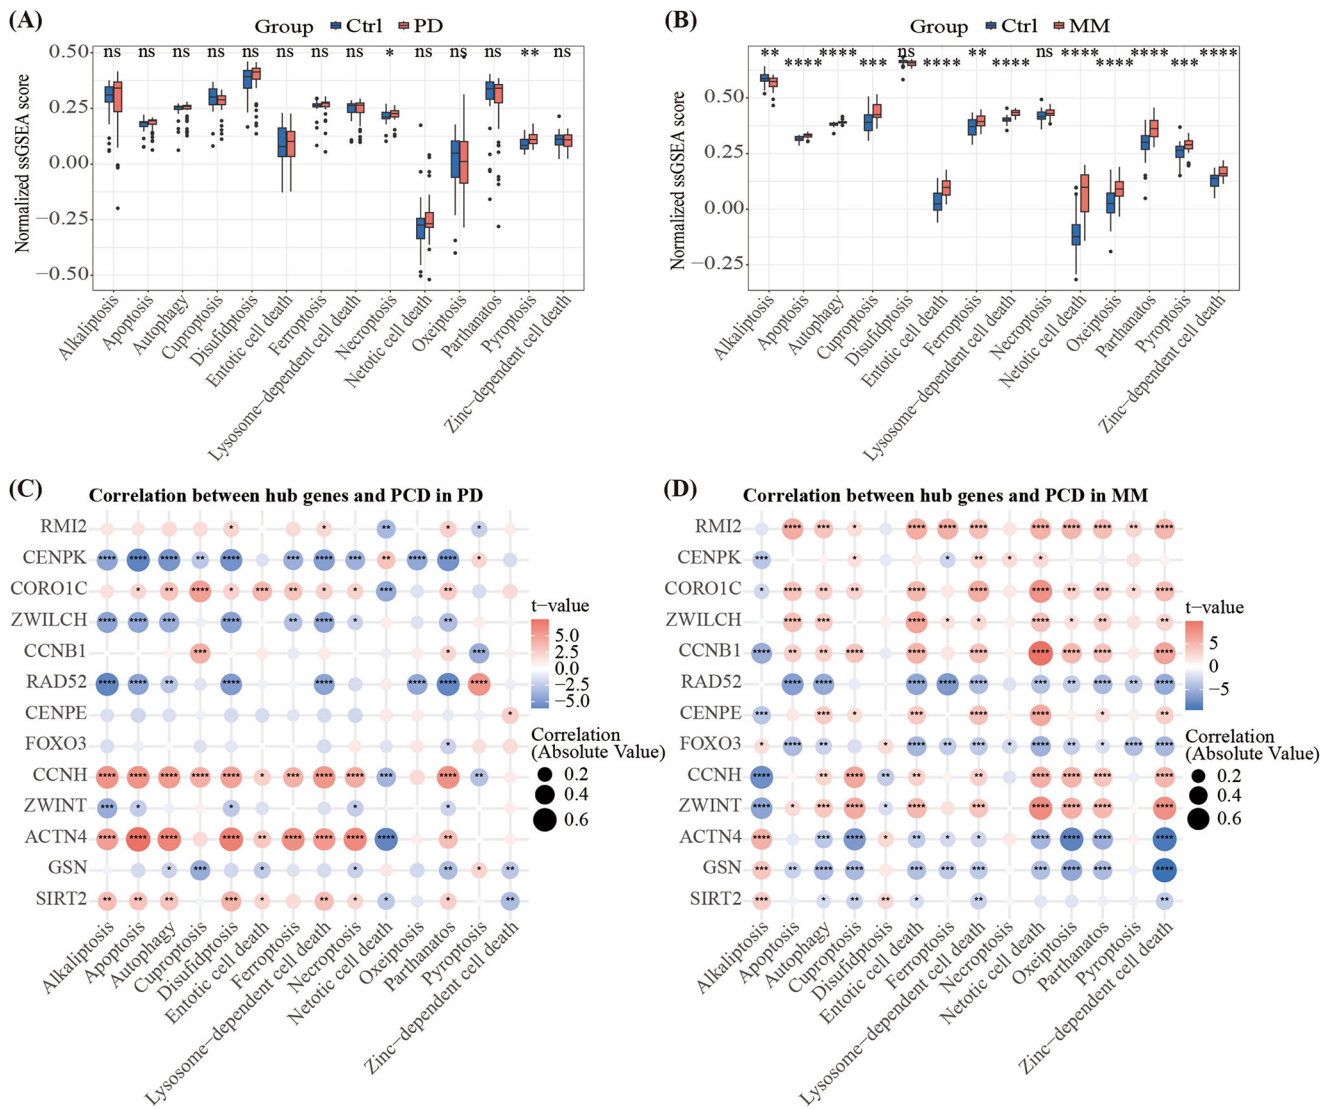 (A)
Group Ctrl PD
ns ns ns ns ns ns ns ns * ns ns ns ** ns
0.50
0.25
0.00
−0.25
−0.50
Normalized ssGSEA score
Alkaliptosis
Apoptosis
Autophagy
Cuproptosis
Disulfidptosis
Entotic cell death
Ferroptosis
Lysosome−dependent cell death
Necroptosis
Netotic cell death
Oxeiptosis
Parthanatos
Pyroptosis
Zinc−dependent cell death
(B)
Group Ctrl MM
** **** **** *** ns **** ** **** ns **** **** **** *** ****
0.50
0.25
0.00
−0.25
Normalized ssGSEA score
Alkaliptosis
Apoptosis
Autophagy
Cuproptosis
Disulfidptosis
Entotic cell death
Ferroptosis
Lysosome−dependent cell death
Necroptosis
Netotic cell death
Oxeiptosis
Parthanatos
Pyroptosis
Zinc−dependent cell death
(C)
Correlation between hub genes and PCD in PD
RMI2 * * ** * *
CENPK **** **** **** ** **** *** **** *** ** **** **** *
CORO1C * ** **** * *** ** * * *** **
ZWILCH **** **** *** **** ** **** * **
CCNB1 *** * ***
RAD52 **** **** ** **** **** **** **** ****
CENPE *
FOXO3 *
CCNH **** **** **** **** **** * *** **** **** *** **** **
ZWINT *** * * * *
ACTN4 **** **** **** **** ** **** **** **** **** **
GSN * *** * * ** * **
SIRT2 ** ** ** *** * ** * * * **
Alkaliptosis
Apoptosis
Autophagy
Cuproptosis
Disulfidptosis
Entotic cell death
Ferroptosis
Lysosome−dependent cell death
Necroptosis
Netotic cell death
Oxeiptosis
Parthanatos
Pyroptosis
Zinc−dependent cell death
t−value
5.0
2.5
0.0
−2.5
−5.0
Correlation
(Absolute Value)
0.2
0.4
0.6
(D)
Correlation between hub genes and PCD in MM
RMI2 **** *** * **** **** **** **** **** **** ** ****
CENPK *** * * ** * *
CORO1C * **** ** ** **** **** **** ** *** * ****
ZWILCH **** *** **** * * **** * ** **
CCNB1 **** ** ** **** **** **** **** **** *** ****
RAD52 **** **** **** **** **** *** ** **** ** ****
CENPE *** *** * **** **** **** * **
FOXO3 * **** ** * **** ** *** * **** ** * **** ****
CCNH **** ** **** ** ** ** **** **** **** ****
ZWINT **** * *** **** * **** *** **** **** **** ****
ACTN4 **** *** **** * ** * * *** **** **** ****
GSN *** ** **** **** **** *** *** *** **** **** ****
SIRT2 *** * ** ** * ** **
Alkaliptosis
Apoptosis
Autophagy
Cuproptosis
Disulfidptosis
Entotic cell death
Ferroptosis
Lysosome−dependent cell death
Necroptosis
Netotic cell death
Oxeiptosis
Parthanatos
Pyroptosis
Zinc−dependent cell death
t−value
5
0
−5
Correlation
(Absolute Value)
0.2
0.4
0.6